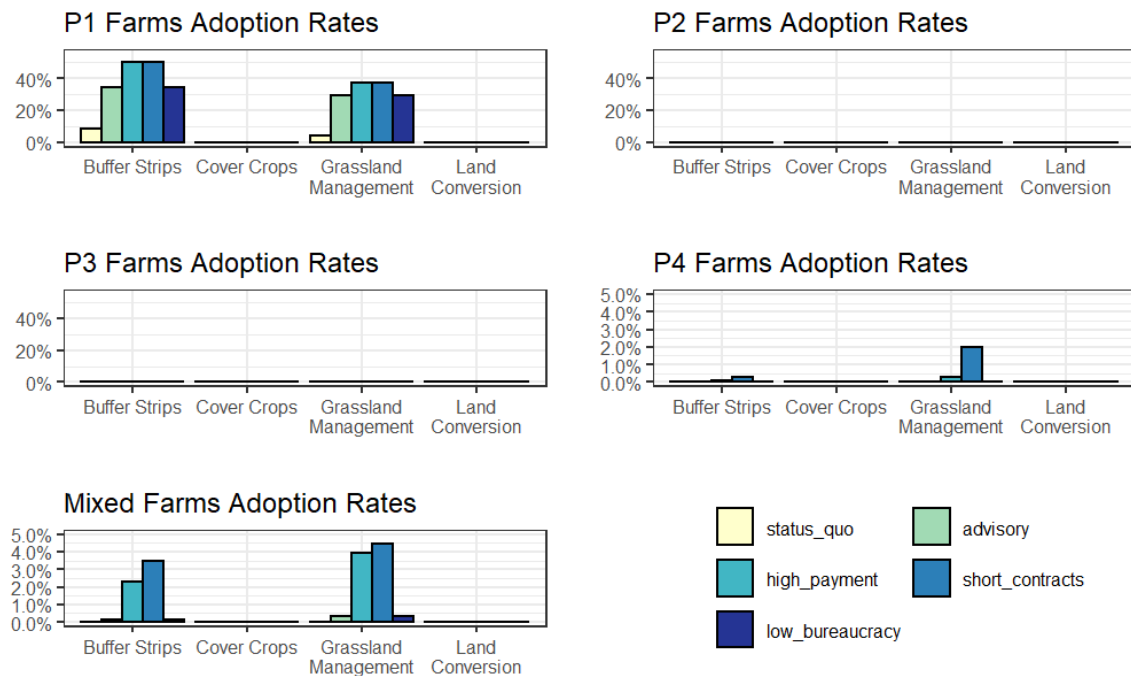 P1 Farms Adoption Rates
40%
20%
0%
Buffer Strips Cover Crops Grassland Management Land Conversion
P2 Farms Adoption Rates
40%
20%
0%
Buffer Strips Cover Crops Grassland Management Land Conversion
P3 Farms Adoption Rates
40%
20%
0%
Buffer Strips Cover Crops Grassland Management Land Conversion
P4 Farms Adoption Rates
5.0%
4.0%
3.0%
2.0%
1.0%
0.0%
Buffer Strips Cover Crops Grassland Management Land Conversion
Mixed Farms Adoption Rates
5.0%
4.0%
3.0%
2.0%
1.0%
0.0%
Buffer Strips Cover Crops Grassland Management Land Conversion
status_quo advisory
high_payment short_contracts
low_bureaucracy